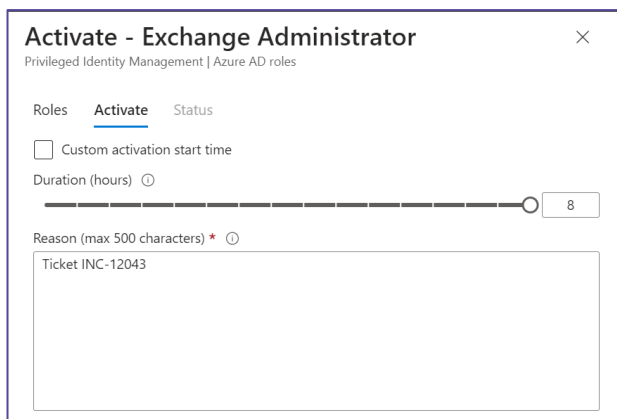 Activate - Exchange Administrator
Privileged Identity Management | Azure AD roles
Roles Activate Status
Custom activation start time
Duration (hours)
8
Reason (max 500 characters) *
Ticket INC-12043